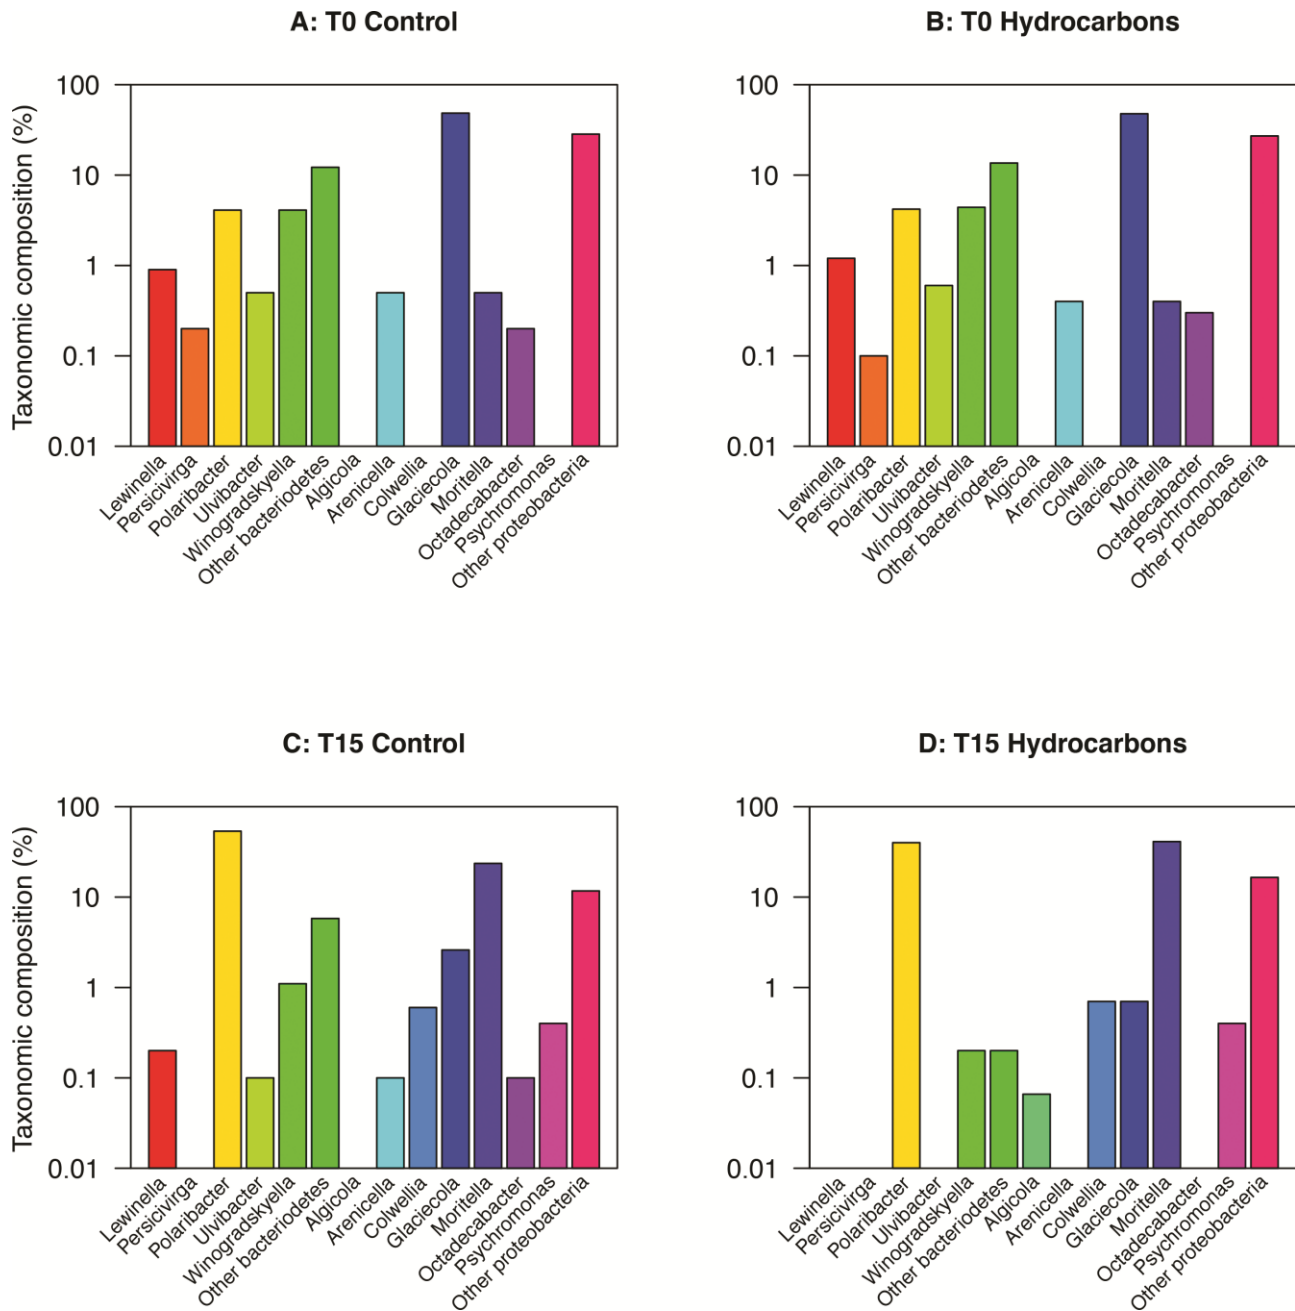 A: T0 Control
Taxonomic composition (%)
100
10
1
0.1
0.01
Lewinella
Persicivirga
Polaribacter
Ulvibacter
Winogradskyella
Other bacteriodetes
Algicola
Arenicella
Colwellia
Glaciecola
Moritella
Octadecabacter
Psychromonas
Other proteobacteria
B: T0 Hydrocarbons
100
10
1
0.1
0.01
Lewinella
Persicivirga
Polaribacter
Ulvibacter
Winogradskyella
Other bacteriodetes
Algicola
Arenicella
Colwellia
Glaciecola
Moritella
Octadecabacter
Psychromonas
Other proteobacteria
C: T15 Control
Taxonomic composition (%)
100
10
1
0.1
0.01
Lewinella
Persicivirga
Polaribacter
Ulvibacter
Winogradskyella
Other bacteriodetes
Algicola
Arenicella
Colwellia
Glaciecola
Moritella
Octadecabacter
Psychromonas
Other proteobacteria
D: T15 Hydrocarbons
100
10
1
0.1
0.01
Lewinella
Persicivirga
Polaribacter
Ulvibacter
Winogradskyella
Other bacteriodetes
Algicola
Arenicella
Colwellia
Glaciecola
Moritella
Octadecabacter
Psychromonas
Other proteobacteria